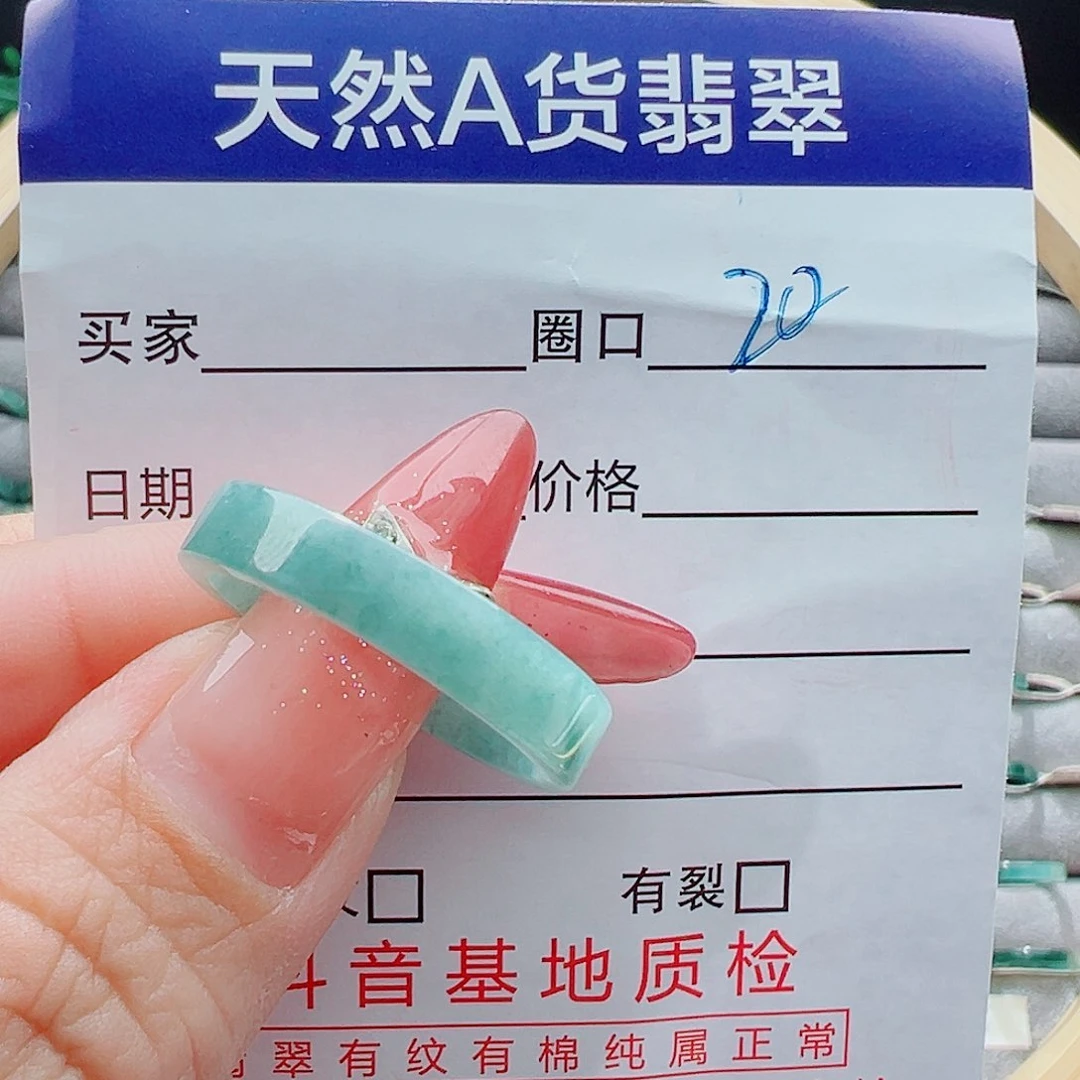 天然A货翡翠
买家 圈口 20
日期 价格
有裂
音基地质检
翠有纹有棉纯属正常